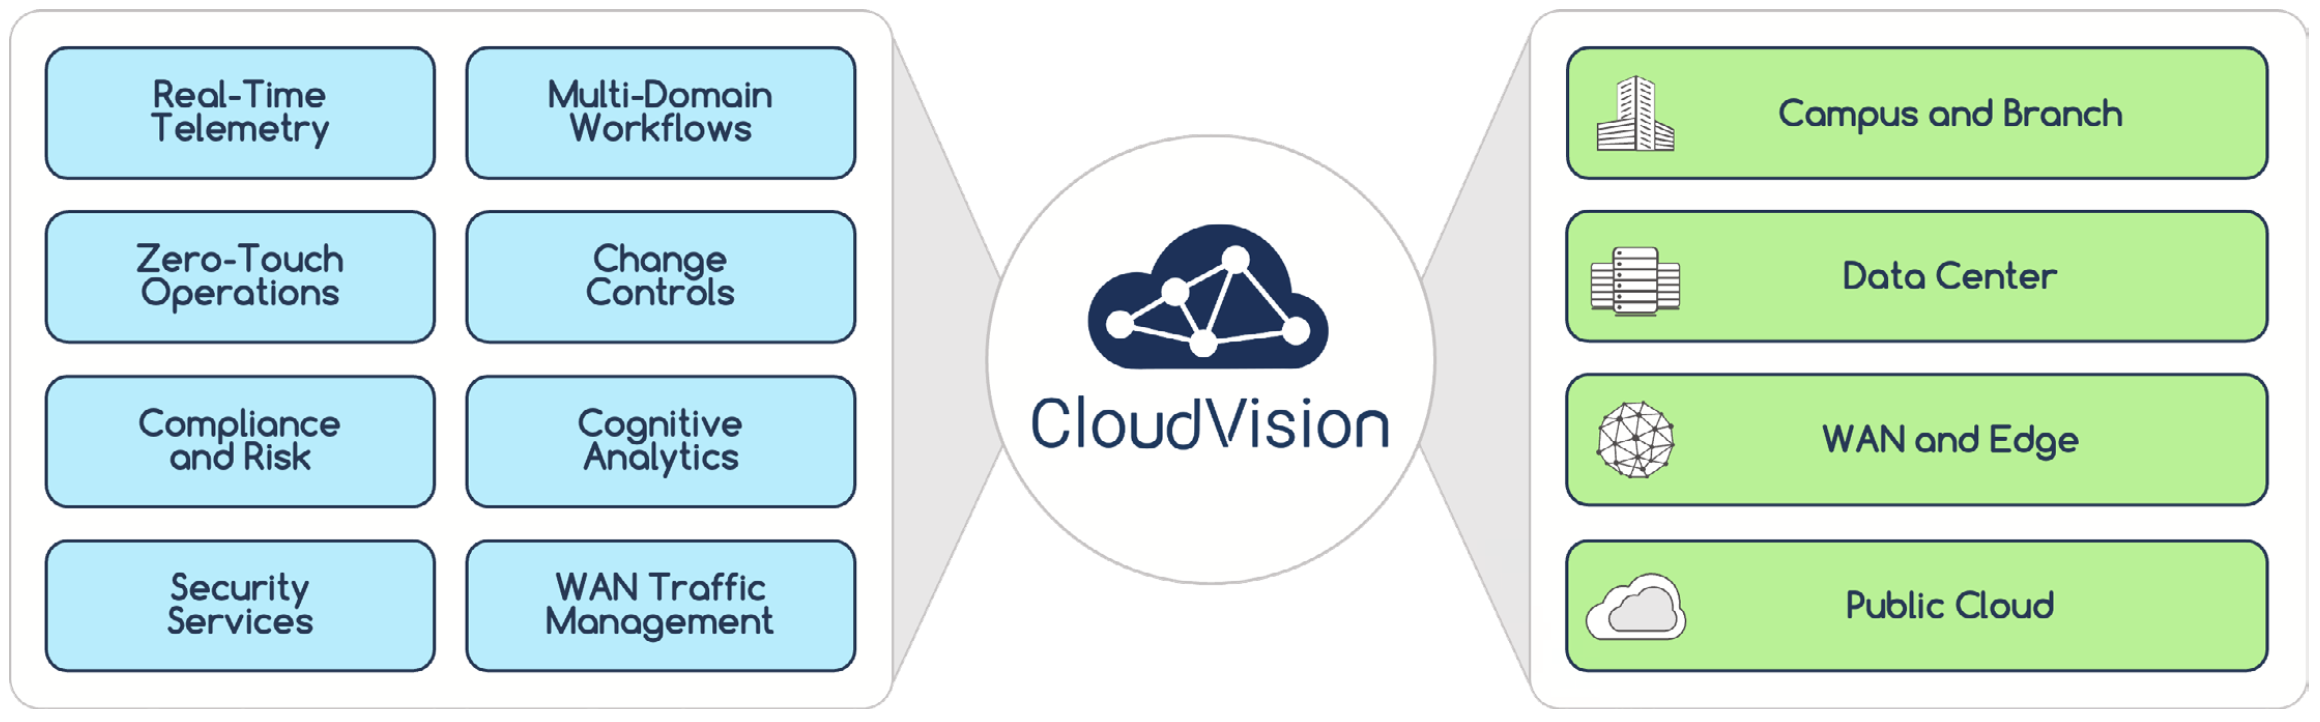 Real-Time
Telemetry
Multi-Domain
Workflows
Zero-Touch
Operations
Change
Controls
Compliance
and Risk
Cognitive
Analytics
Security
Services
WAN Traffic
Management
CloudVision
Campus and Branch
Data Center
WAN and Edge
Public Cloud